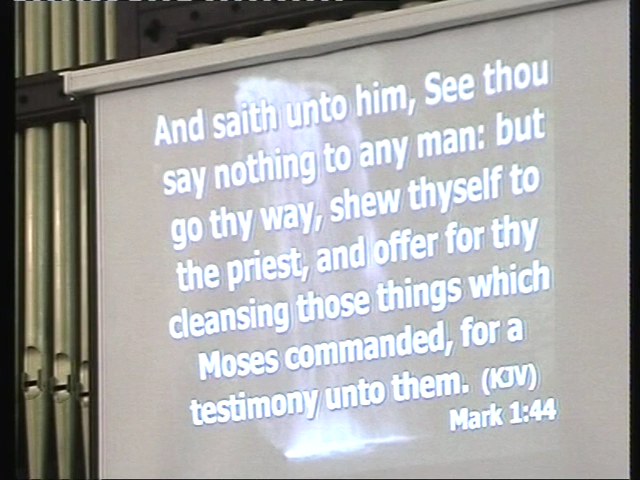 And saith unto him, See thou
say nothing to any man: but
go thy way, shew thyself to
the priest, and offer for thy
cleansing those things which
Moses commanded, for a
testimony unto them. (KJV)
Mark 1:44